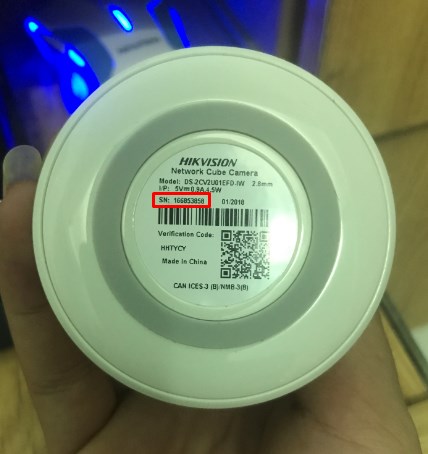 HIKVISION
Network Cube Camera
Model: DS-2CV2U01EFD-IW 2.8mm
I/P: 5V⎓0.9A,4.5W
SN: 166853858 01/2018
Verification Code:
HHTYCY
Made in China
CAN ICES-3 (B)/NMB-3(B)